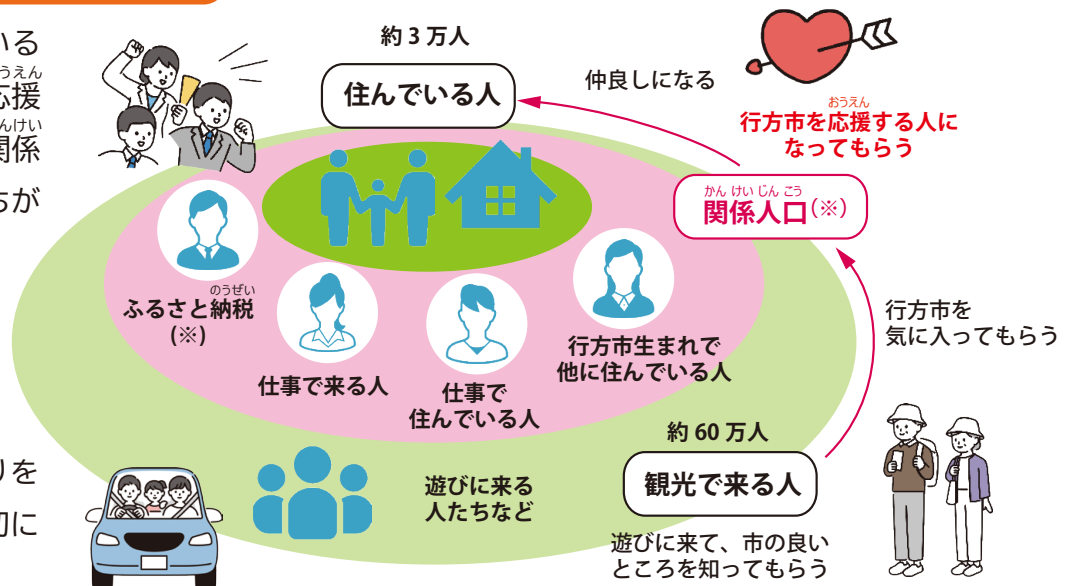 いる
応援
関係
ちが
りを
切に
約 3 万人
住んでいる人
仲良しになる
おうえん
行方市を応援する人に
なってもらう
かん けい じん こう
関係人口(※)
行方市を
気に入ってもらう
のうぜい
ふるさと納税
(※)
仕事で来る人
仕事で
住んでいる人
行方市生まれで
他に住んでいる人
遊びに来る
人たちなど
約 60 万人
観光で来る人
遊びに来て、市の良い
ところを知ってもらう